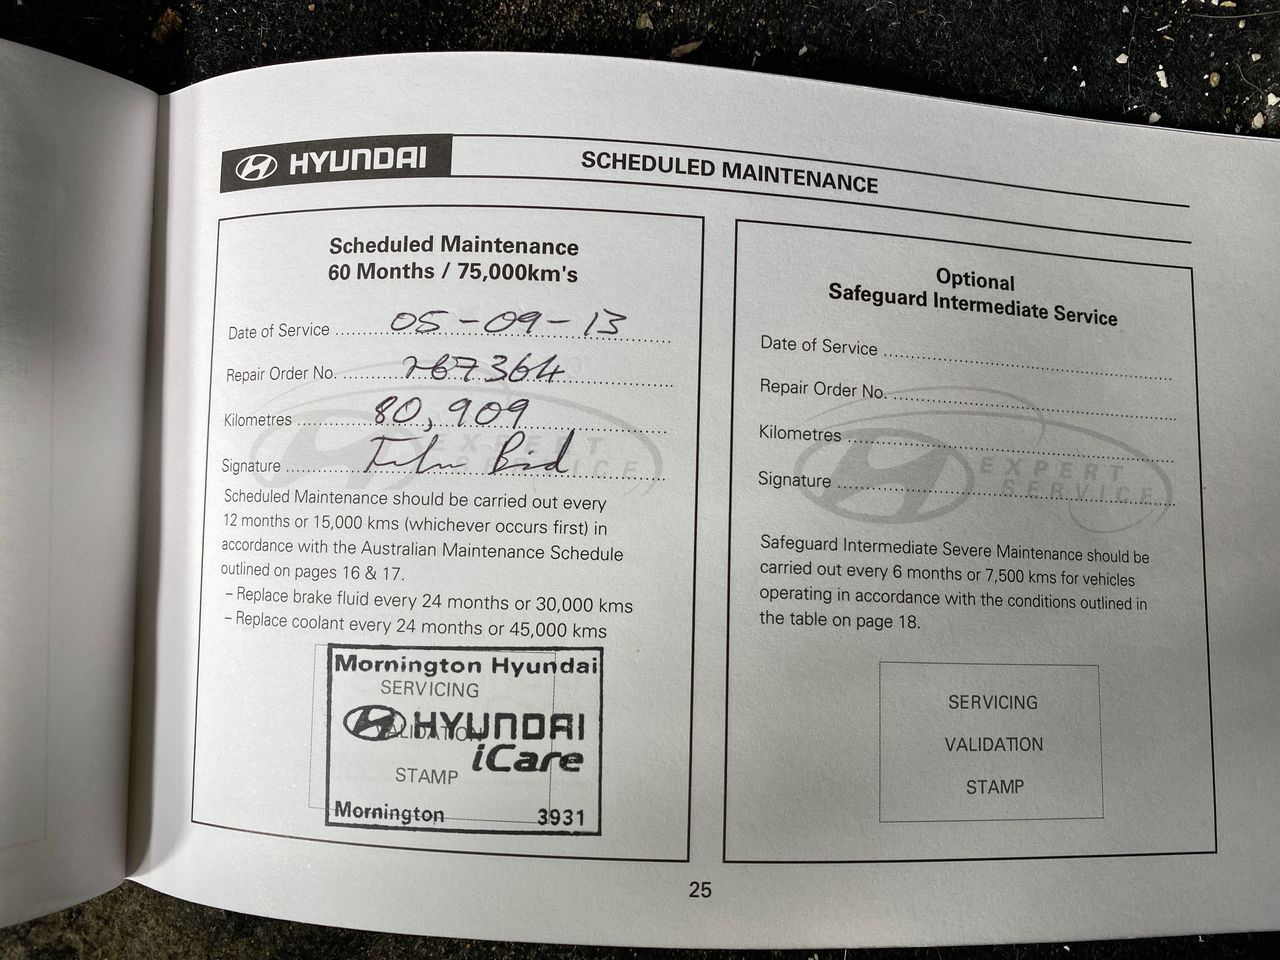 HYUNDAI
SCHEDULED MAINTENANCE
Scheduled Maintenance
60 Months / 75,000km's
Date of Service 05-09-13
Repair Order No. 267364
Kilometres 80,909
Signature
EXPERT
SERVICE
Scheduled Maintenance should be carried out every
12 months or 15,000 kms (whichever occurs first) in
accordance with the Australian Maintenance Schedule
outlined on pages 16 & 17.
– Replace brake fluid every 24 months or 30,000 kms
– Replace coolant every 24 months or 45,000 kms
Mornington Hyundai
SERVICING
HYUNDAI
VALIDATION
iCare
STAMP
Mornington 3931
Optional
Safeguard Intermediate Service
Date of Service
Repair Order No.
Kilometres
Signature
EXPERT
SERVICE
Safeguard Intermediate Severe Maintenance should be
carried out every 6 months or 7,500 kms for vehicles
operating in accordance with the conditions outlined in
the table on page 18.
SERVICING
VALIDATION
STAMP
25